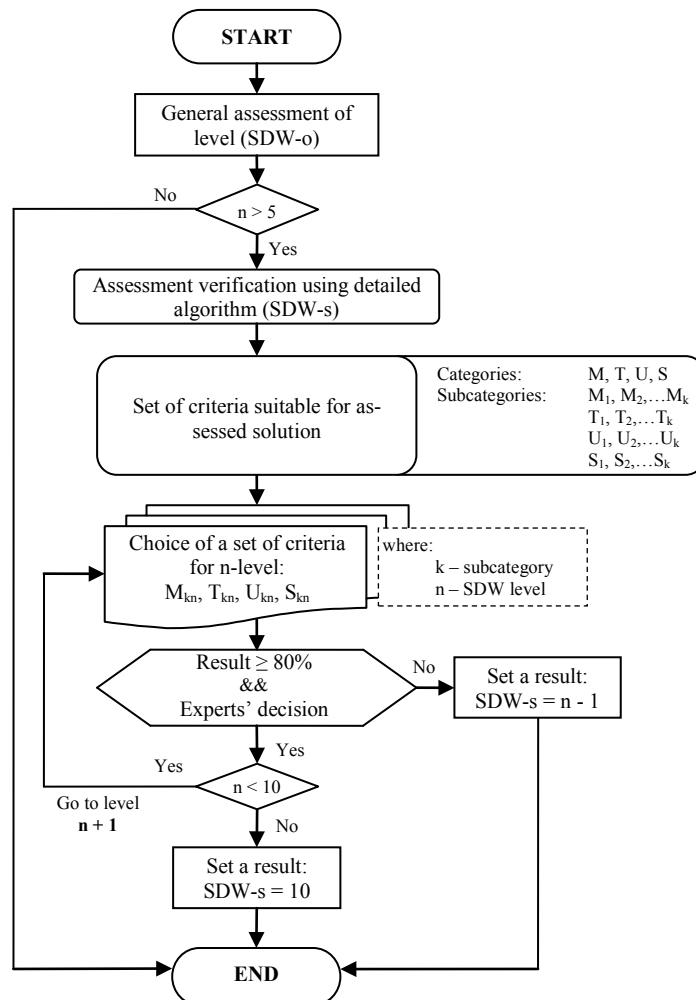 START
General assessment of
level (SDW-o)
No
n > 5
Yes
Assessment verification using detailed
algorithm (SDW-s)
Set of criteria suitable for as-
sessed solution
Categories: M, T, U, S
Subcategories: M₁, M₂,…Mₖ
T₁, T₂,…Tₖ
U₁, U₂,…Uₖ
S₁, S₂,…Sₖ
Choice of a set of criteria
for n-level:
Mₖₙ, Tₖₙ, Uₖₙ, Sₖₙ
where:
k – subcategory
n – SDW level
Result ≥ 80%
&&
Experts’ decision
No
Set a result:
SDW-s = n - 1
Yes
Yes
n < 10
Go to level
n + 1
No
Set a result:
SDW-s = 10
END